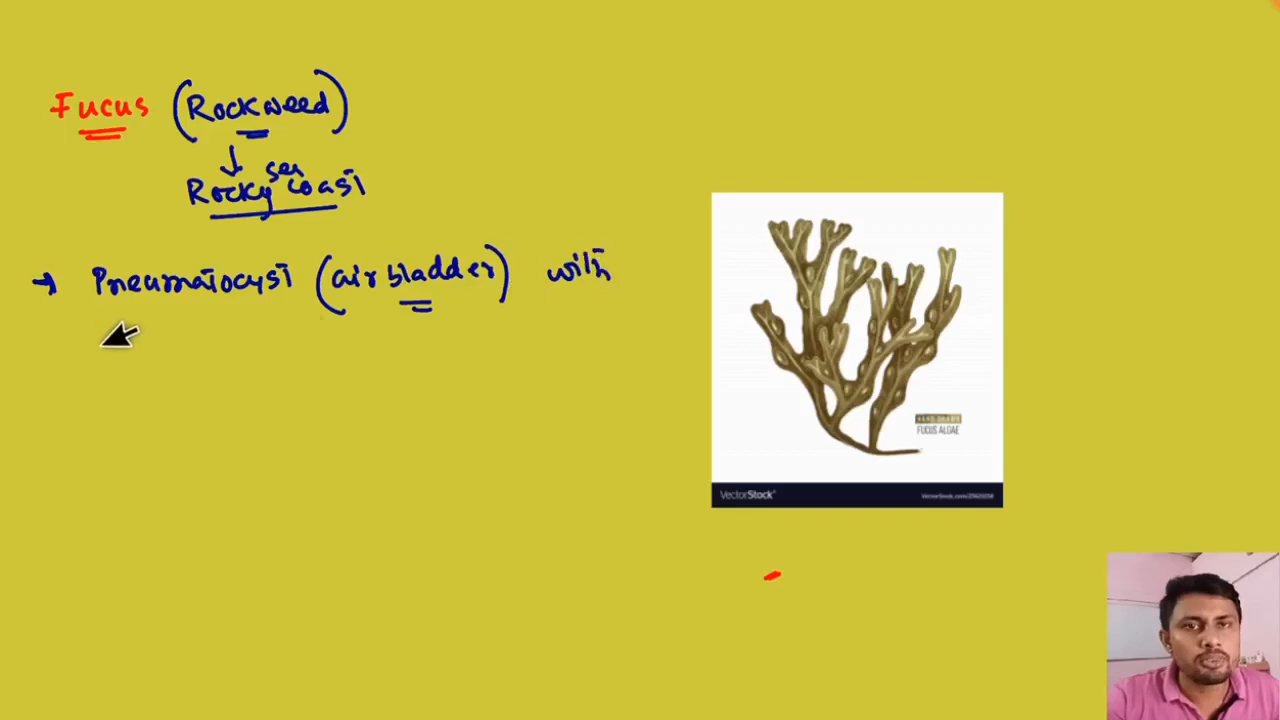 Fucus (Rockweed)
Rocky sea coast
→ Pneumatocyst (air bladder) with
FUCUS ALGAE
VectorStock®